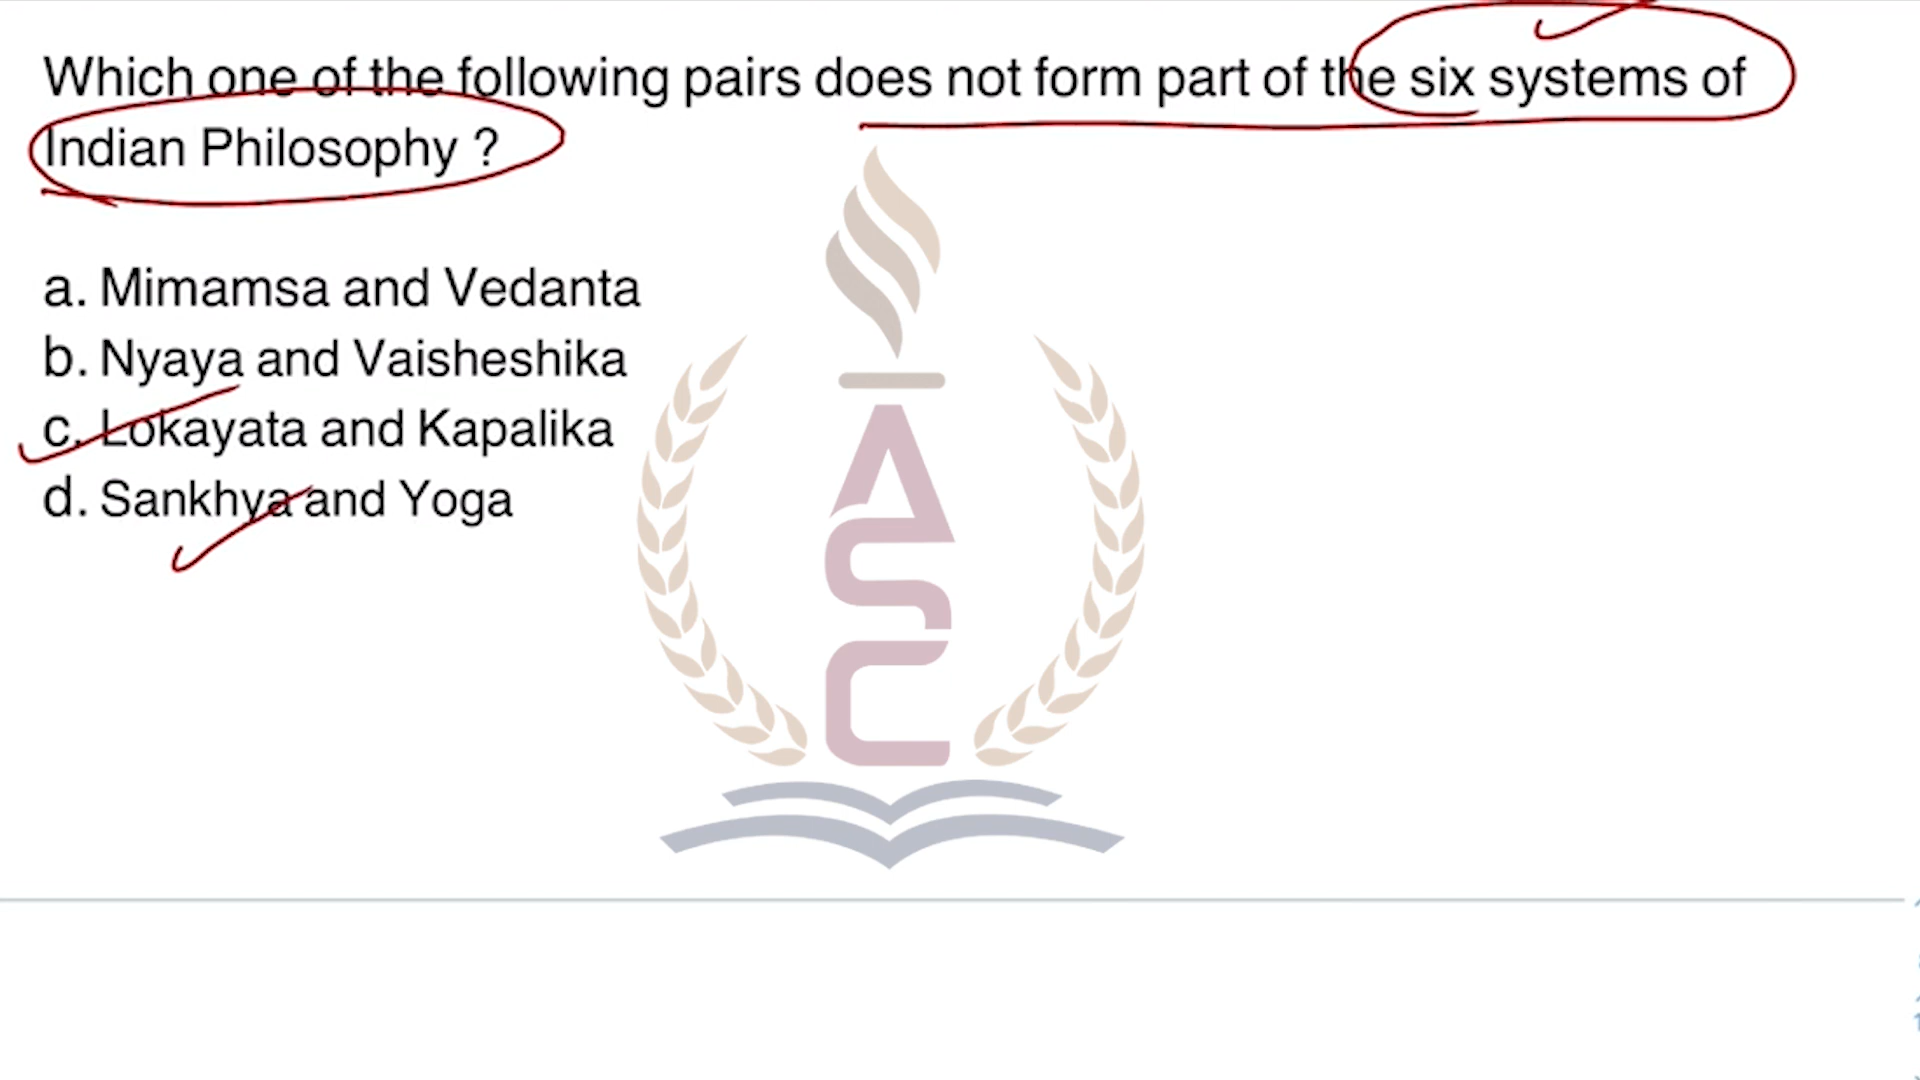 Which one of the following pairs does not form part of the six systems of
Indian Philosophy ?
a. Mimamsa and Vedanta
b. Nyaya and Vaisheshika
c. Lokayata and Kapalika
d. Sankhya and Yoga
ASC